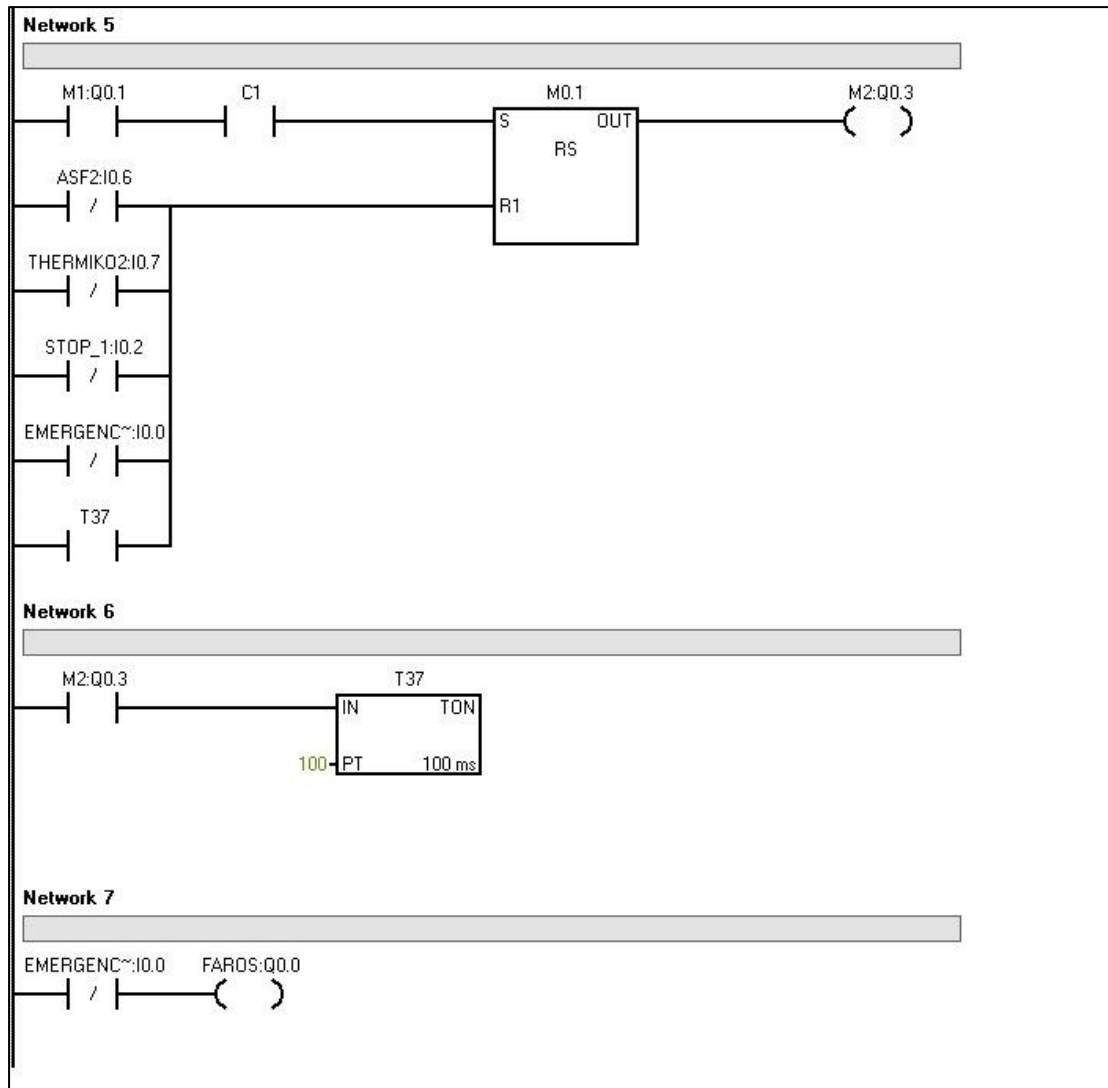 Network 5
M1:Q0.1 C1 M0.1 M2:Q0.3
S OUT
RS
ASF2:I0.6
R1
THERMIKO2:I0.7
STOP_1:I0.2
EMERGENC~:I0.0
T37
Network 6
M2:Q0.3 T37
IN TON
100 PT 100 ms
Network 7
EMERGENC~:I0.0 FAROS:Q0.0